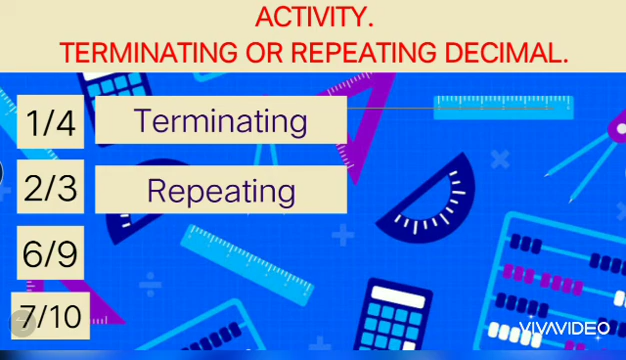 ACTIVITY.
TERMINATING OR REPEATING DECIMAL.
1/4 Terminating
2/3 Repeating
6/9
7/10
VIVAVIDEO